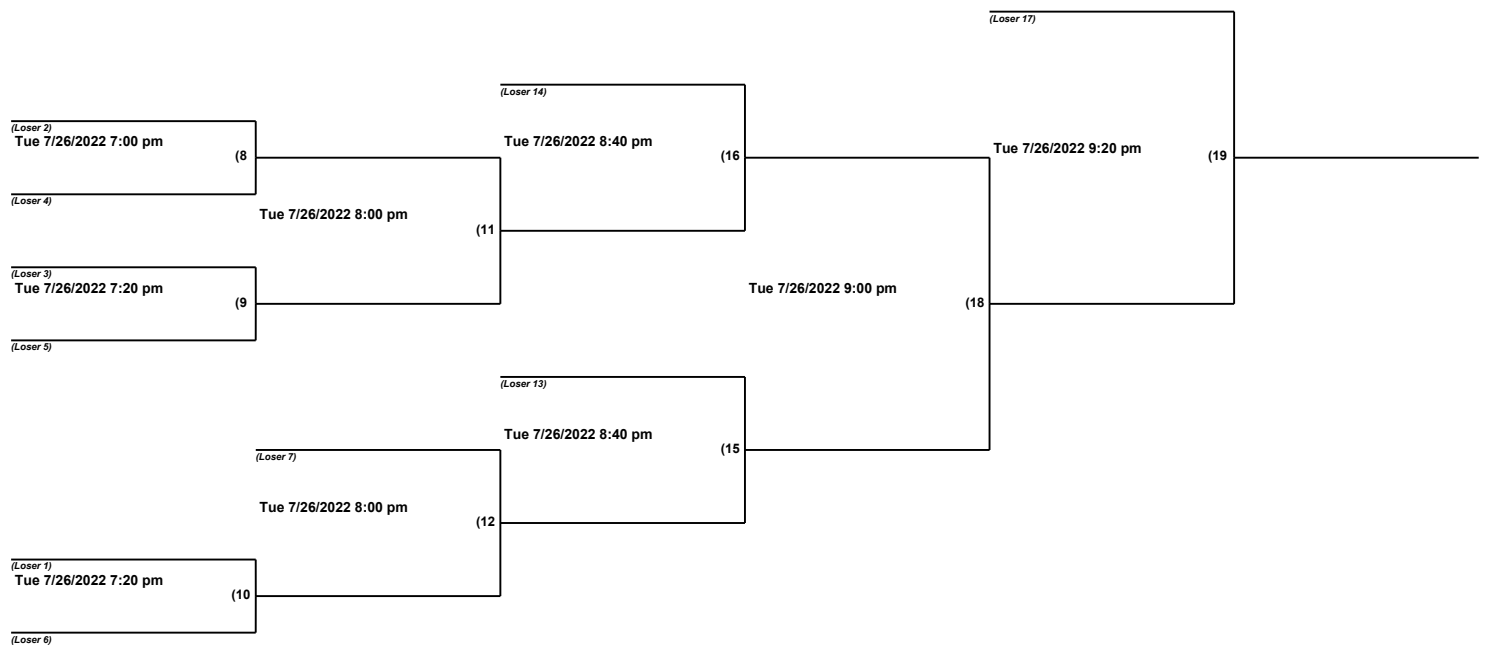 (Loser 17)
(Loser 14)
(Loser 2)
Tue 7/26/2022 7:00 pm
Tue 7/26/2022 8:40 pm
Tue 7/26/2022 9:20 pm
(8
(16
(19
(Loser 4)
Tue 7/26/2022 8:00 pm
(11
(Loser 3)
Tue 7/26/2022 7:20 pm
Tue 7/26/2022 9:00 pm
(9
(18
(Loser 5)
(Loser 13)
Tue 7/26/2022 8:40 pm
(15
(Loser 7)
Tue 7/26/2022 8:00 pm
(12
(Loser 1)
Tue 7/26/2022 7:20 pm
(10
(Loser 6)